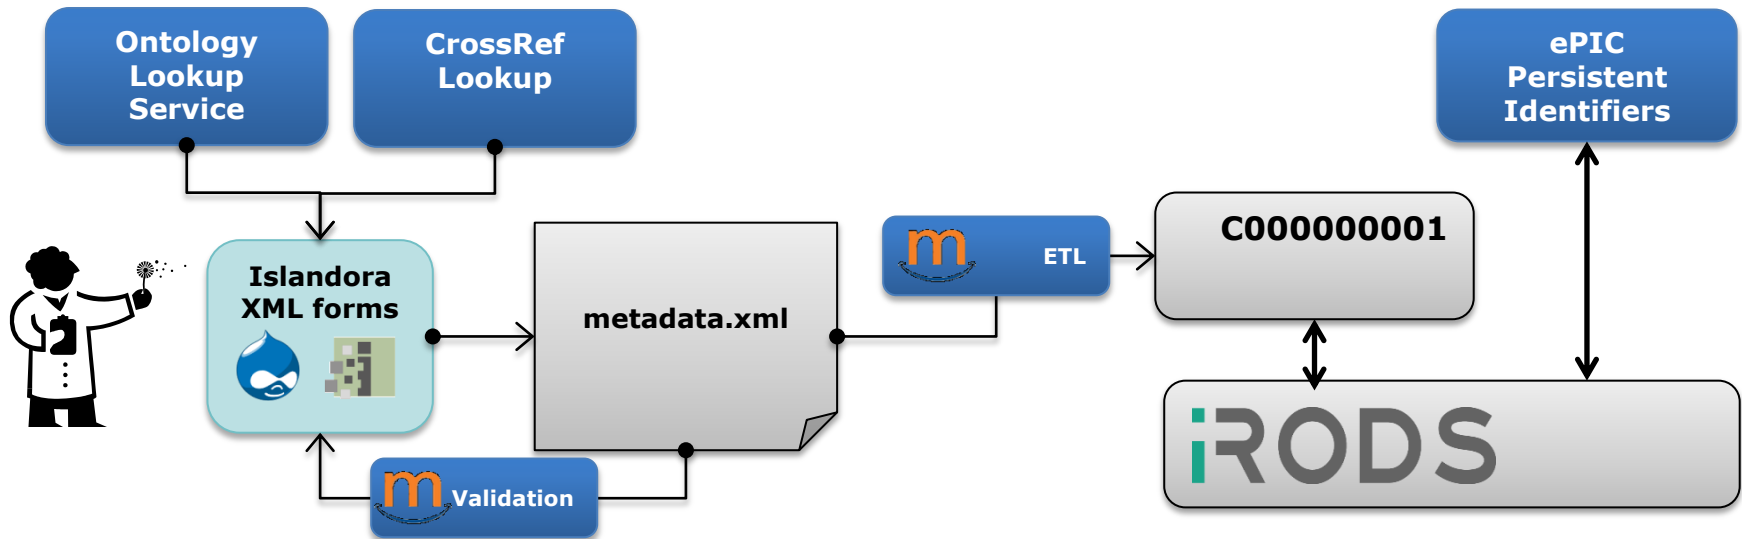 Ontology
Lookup
Service
CrossRef
Lookup
ePIC
Persistent
Identifiers
Islandora
XML forms
metadata.xml
m ETL
C000000001
m Validation
iRODS